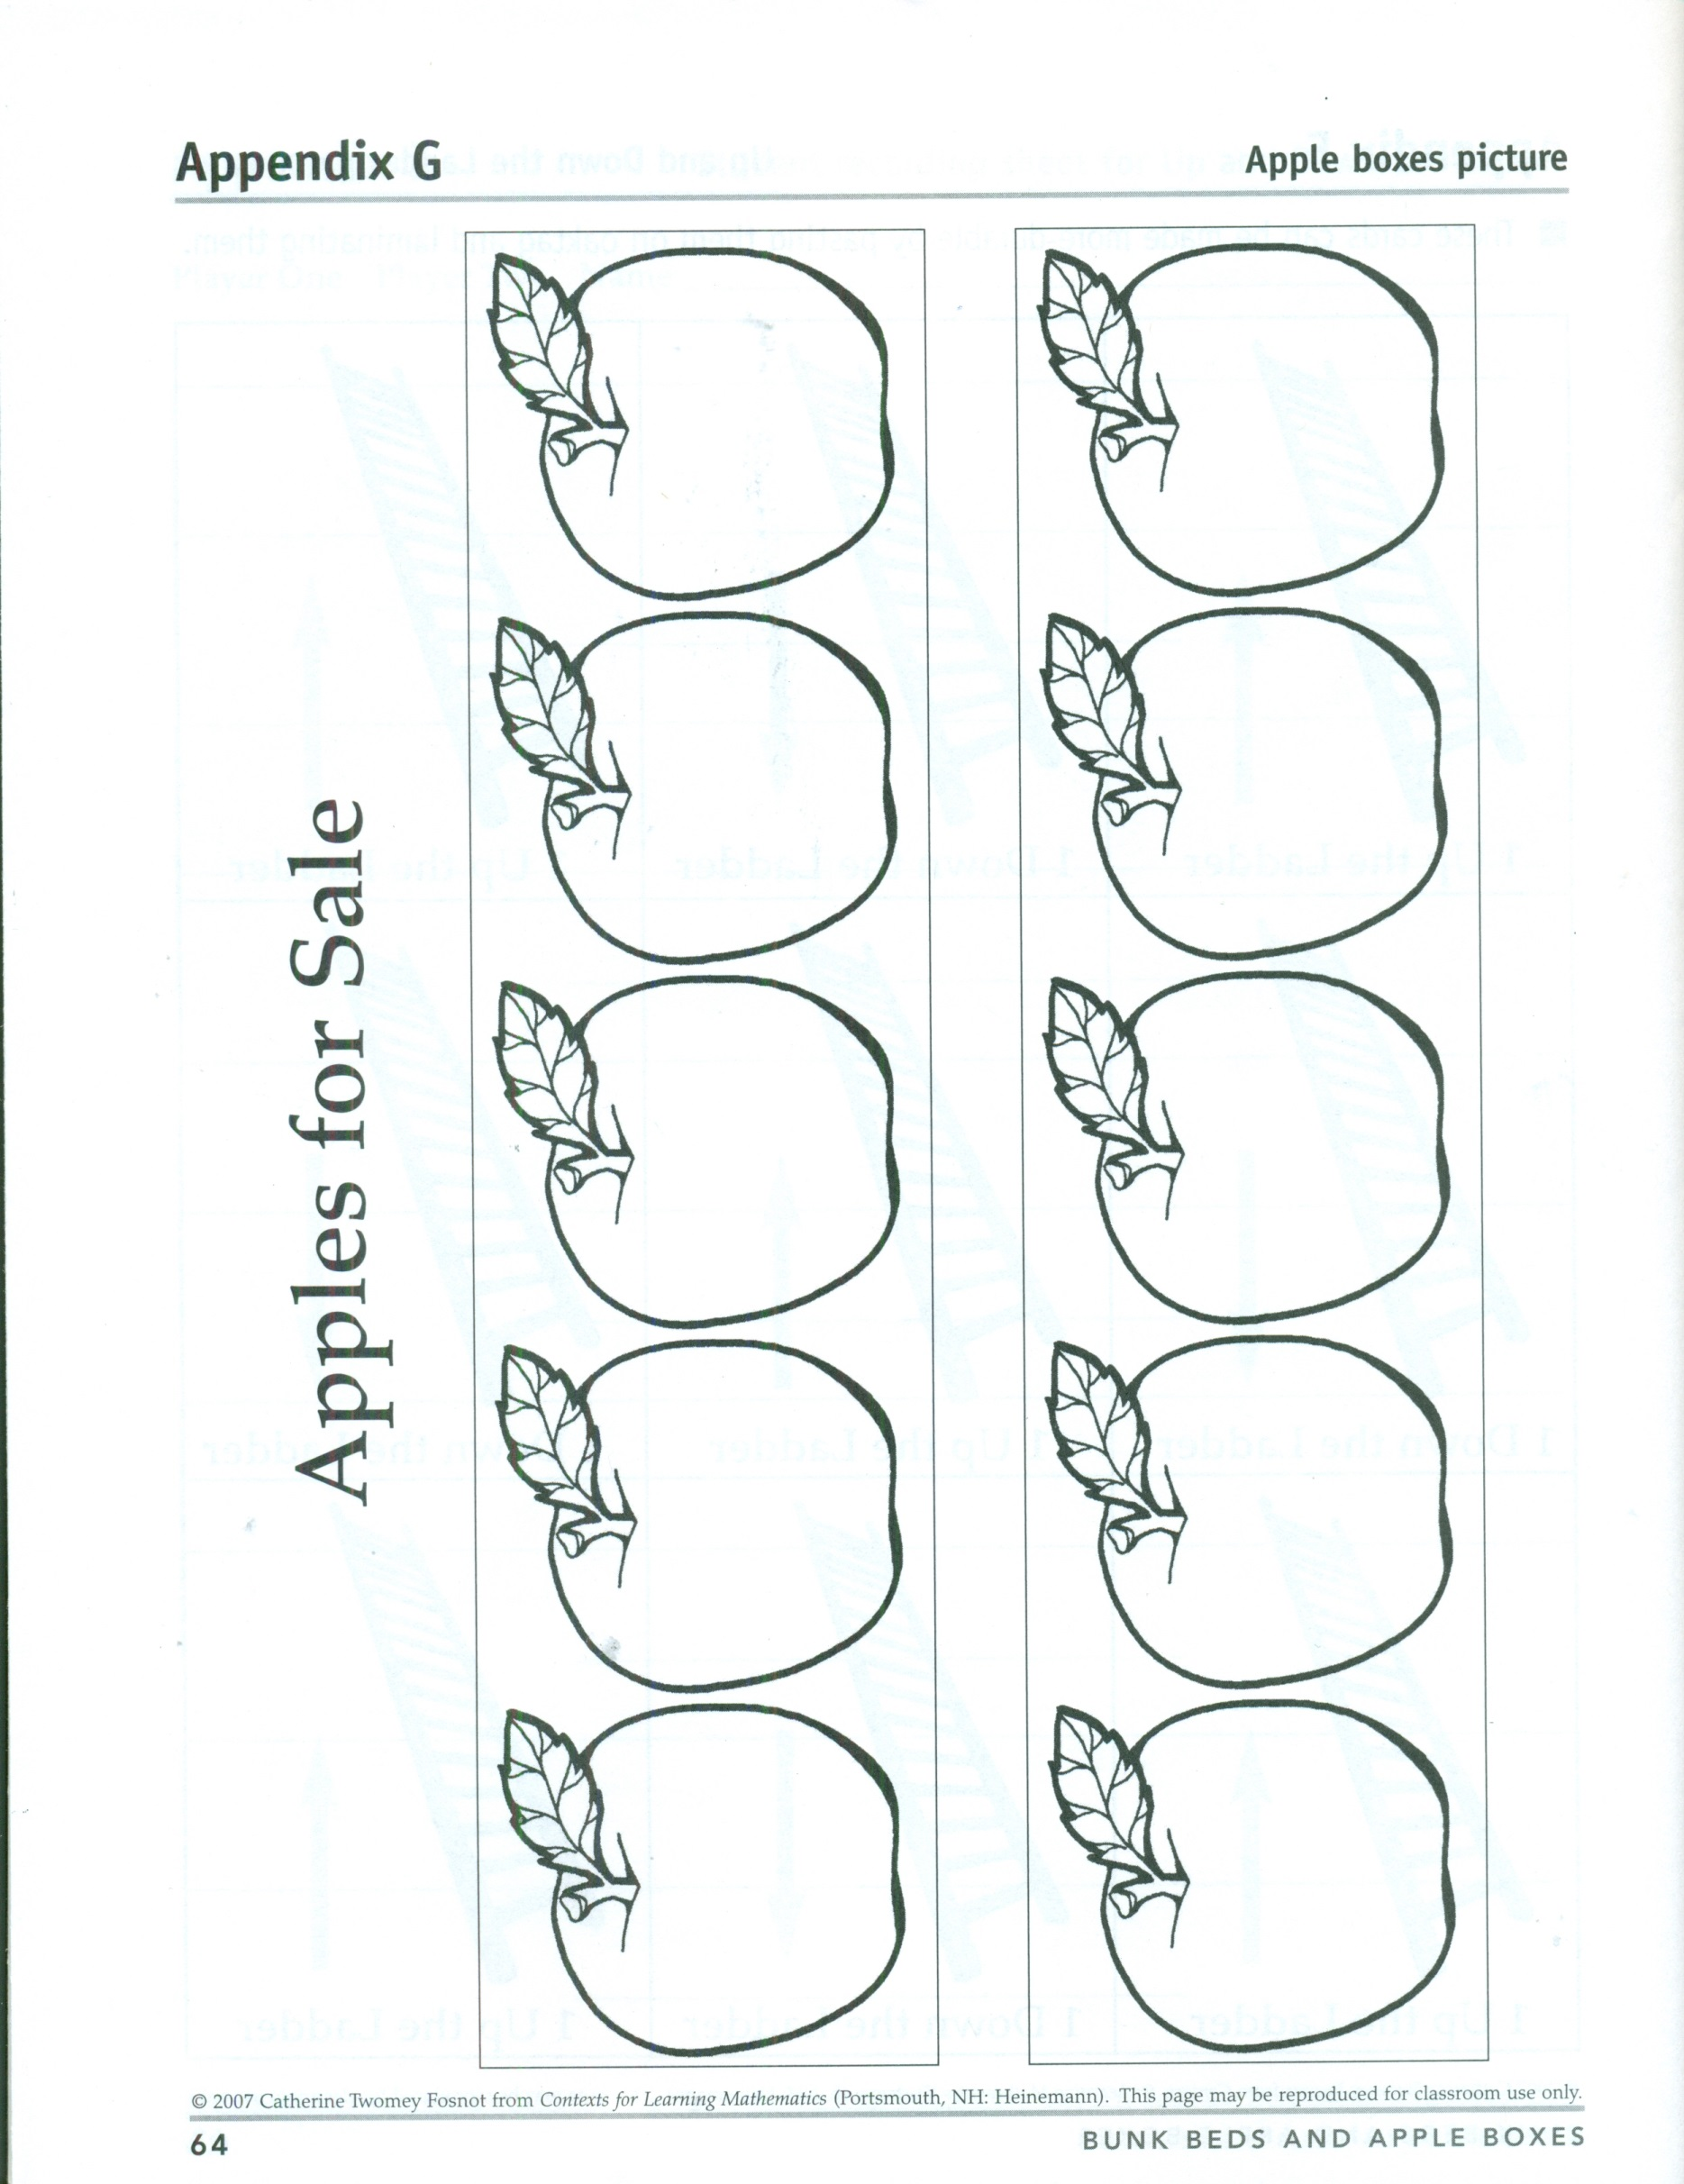 Appendix G
Apple boxes picture
Apples for Sale
© 2007 Catherine Twomey Fosnot from Contexts for Learning Mathematics (Portsmouth, NH: Heinemann). This page may be reproduced for classroom use only.
64
BUNK BEDS AND APPLE BOXES